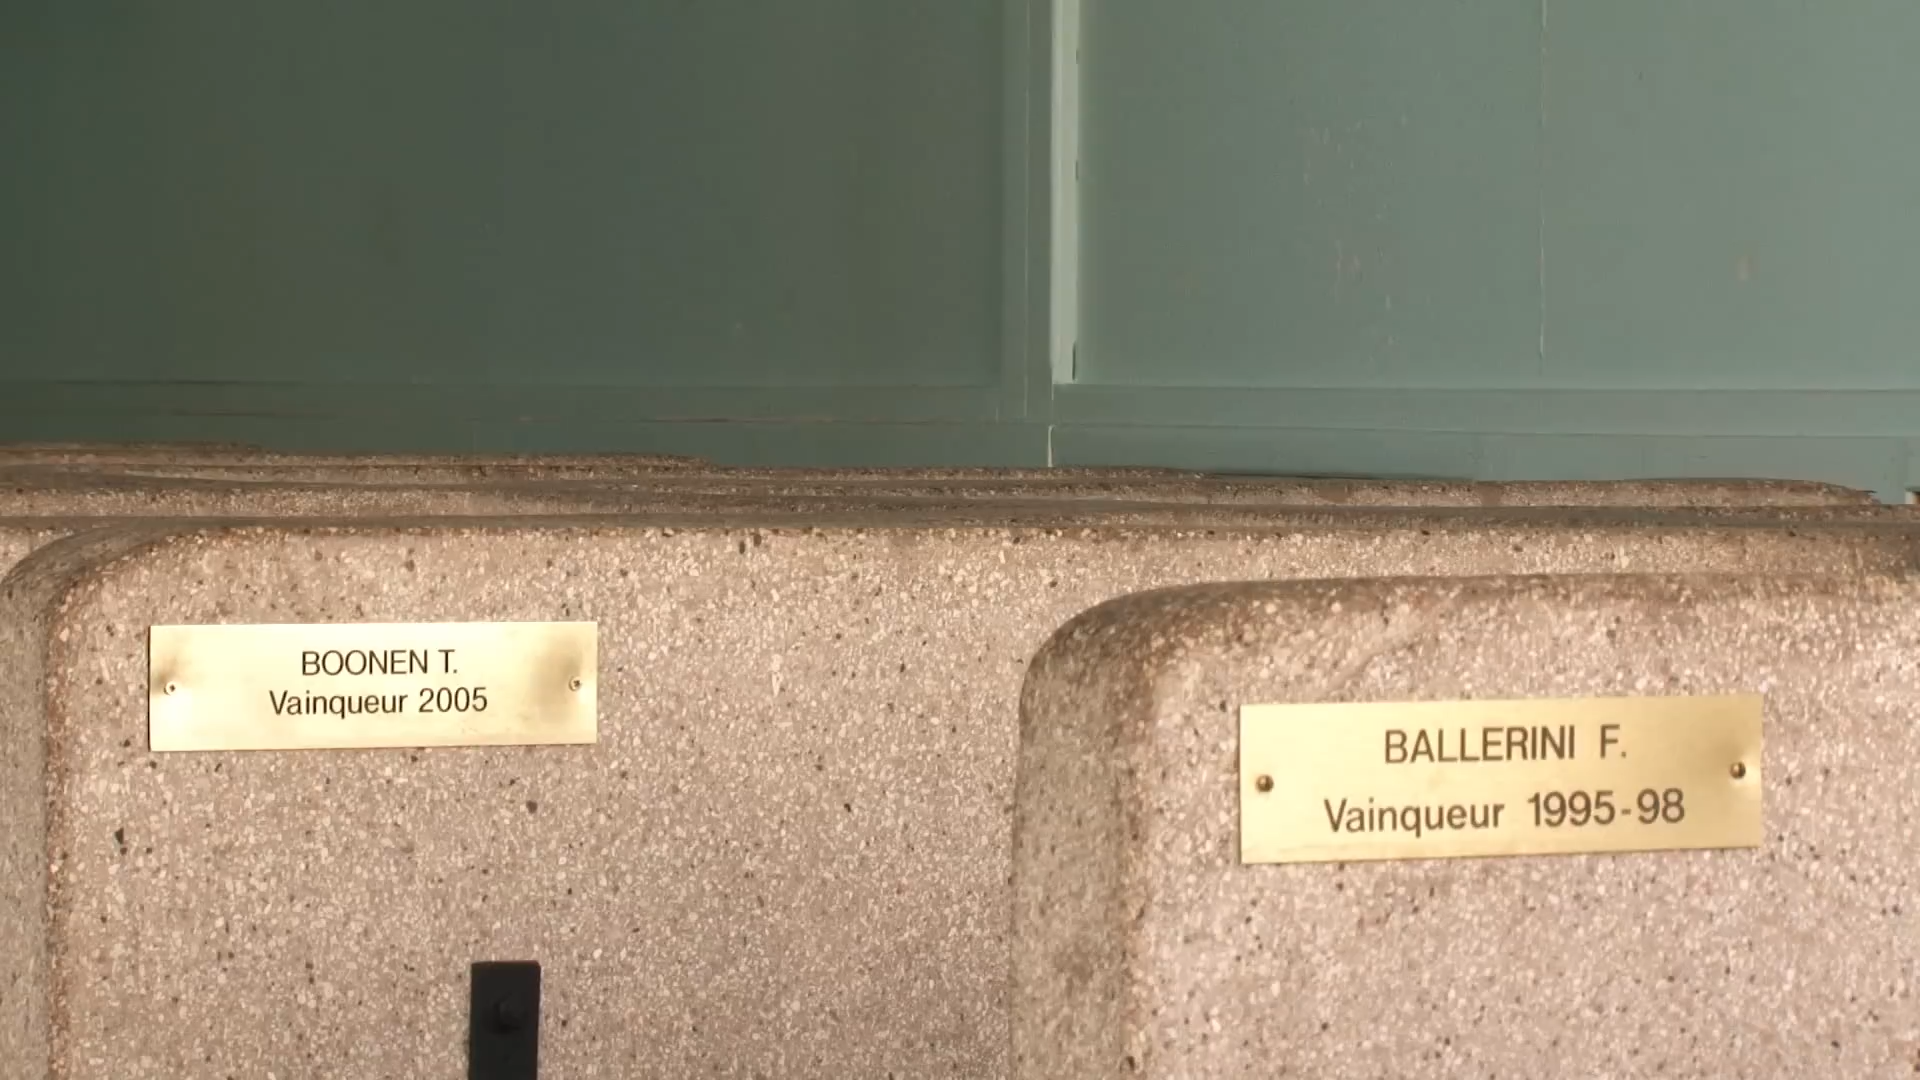 BOONEN T.
Vainqueur 2005
BALLERINI F.
Vainqueur 1995-98